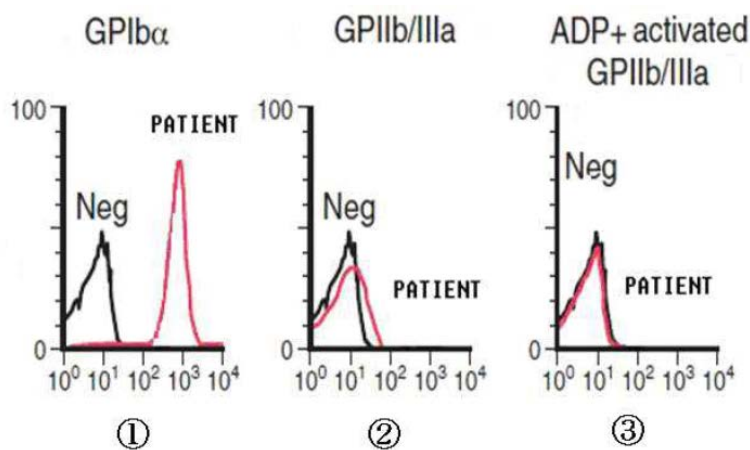 GPIbα
GPIIb/IIIa
ADP+ activated
GPIIb/IIIa
100
PATIENT
Neg
0
10⁰ 10¹ 10² 10³ 10⁴
①
100
Neg
PATIENT
0
10⁰ 10¹ 10² 10³ 10⁴
②
100
Neg
PATIENT
0
10⁰ 10¹ 10² 10³ 10⁴
③